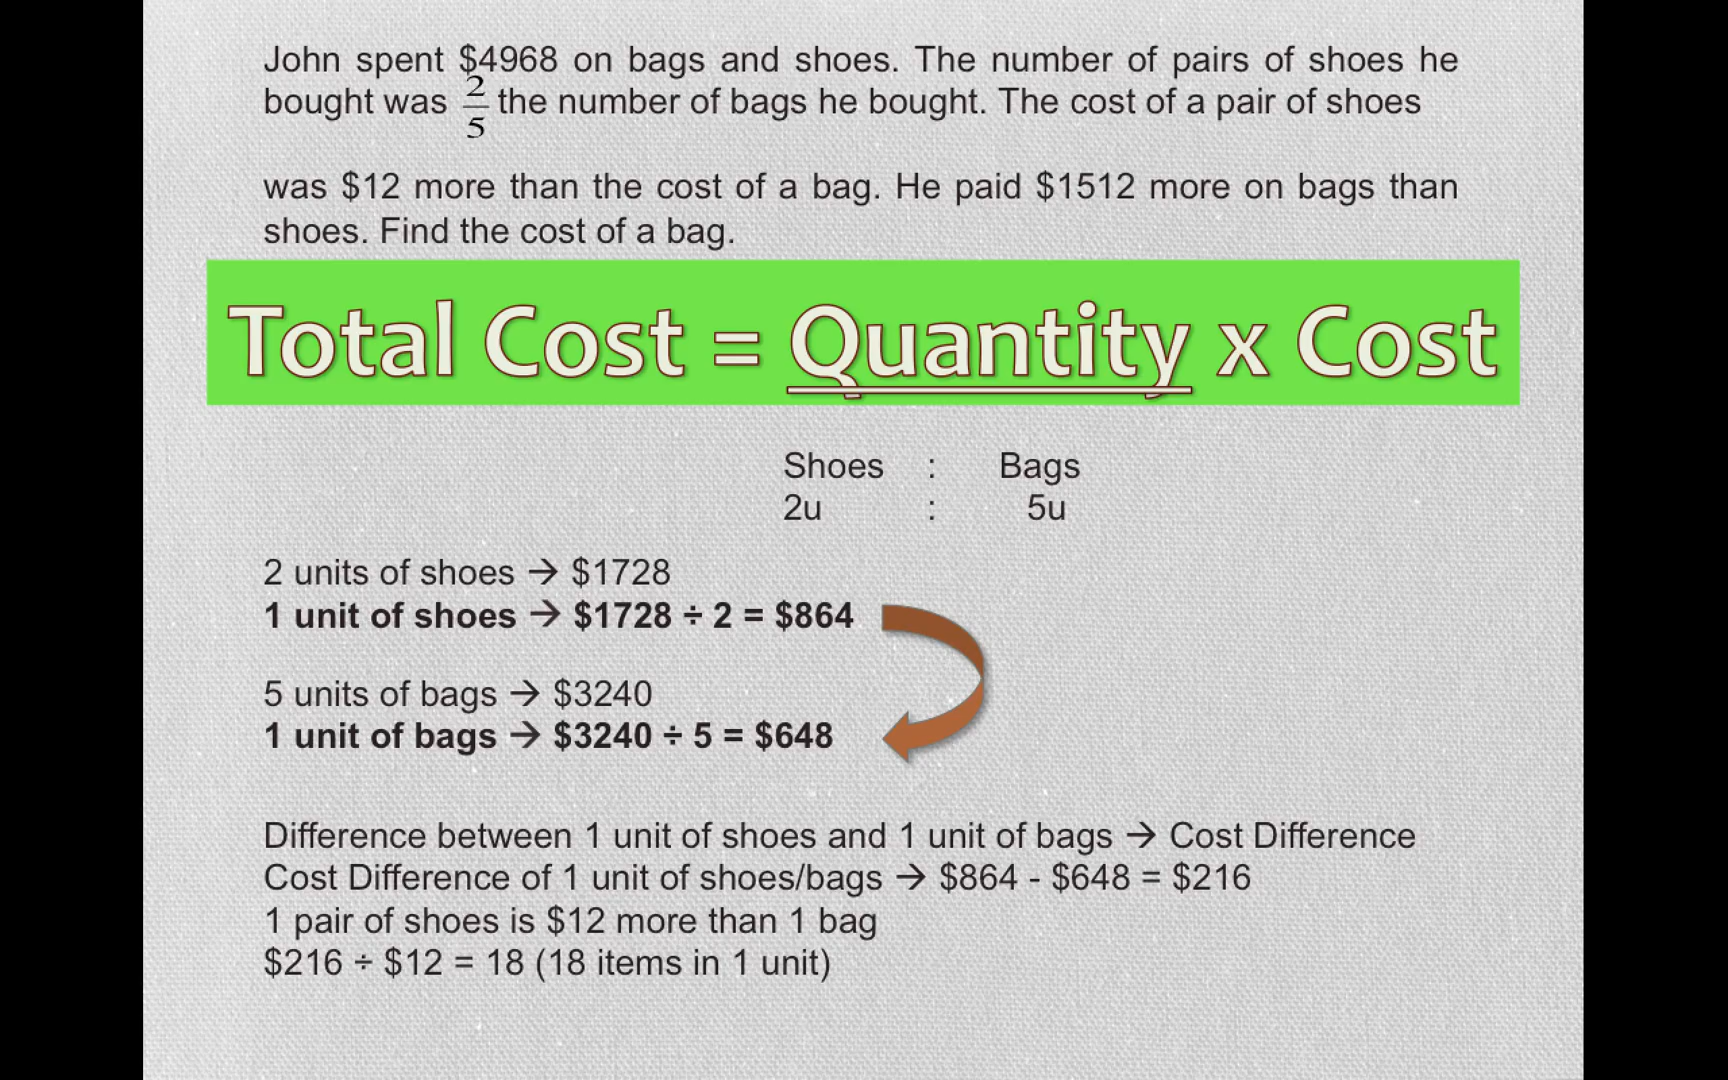 John spent $4968 on bags and shoes. The number of pairs of shoes he
bought was 2/5 the number of bags he bought. The cost of a pair of shoes
was $12 more than the cost of a bag. He paid $1512 more on bags than
shoes. Find the cost of a bag.
Total Cost = Quantity x Cost
Shoes : Bags
2u : 5u
2 units of shoes → $1728
1 unit of shoes → $1728 ÷ 2 = $864
5 units of bags → $3240
1 unit of bags → $3240 ÷ 5 = $648
Difference between 1 unit of shoes and 1 unit of bags → Cost Difference
Cost Difference of 1 unit of shoes/bags → $864 - $648 = $216
1 pair of shoes is $12 more than 1 bag
$216 ÷ $12 = 18 (18 items in 1 unit)